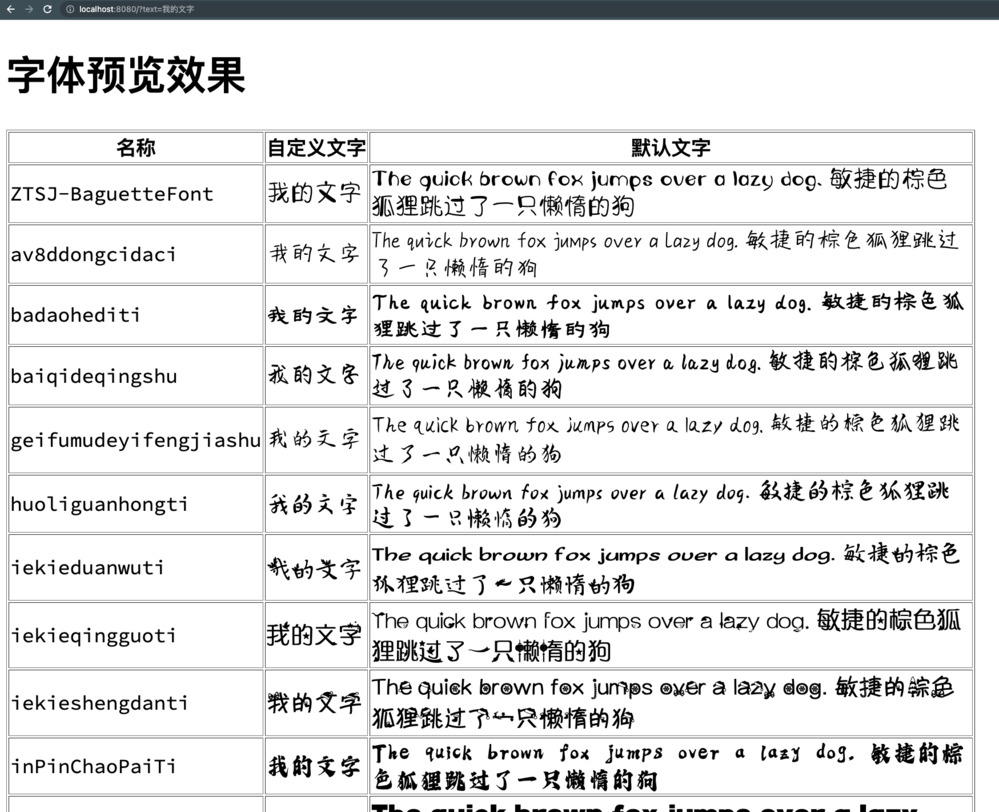 localhost:8080/?text=我的文字
字体预览效果
名称 自定义文字 默认文字
ZTSJ-BaguetteFont 我的文字 The quick brown fox jumps over a lazy dog. 敏捷的棕色
狐狸跳过了一只懒惰的狗
av8ddongcidaci 我的文字 The quick brown fox jumps over a lazy dog. 敏捷的棕色狐狸跳过
了一只懒惰的狗
badaohediti 我的文字 The quick brown fox jumps over a lazy dog. 敏捷的棕色狐
狸跳过了一只懒惰的狗
baiqideqingshu 我的文字 The quick brown fox jumps over a lazy dog. 敏捷的棕色狐狸跳
过了一只懒惰的狗
geifumudeyifengjiashu 我的文字 The quick brown fox jumps over a lazy dog. 敏捷的棕色狐狸跳
过了一只懒惰的狗
huoliguanhongti 我的文字 The quick brown fox jumps over a lazy dog. 敏捷的棕色狐狸跳
过了一只懒惰的狗
iekieduanwuti 我的文字 The quick brown fox jumps over a lazy dog. 敏捷的棕色
狐狸跳过了一只懒惰的狗
iekieqingguoti 我的文字 The quick brown fox jumps over a lazy dog. 敏捷的棕色狐
狸跳过了一只懒惰的狗
iekieshengdanti 我的文字 The quick brown fox jumps over a lazy dog. 敏捷的棕色
狐狸跳过了一只懒惰的狗
inPinChaoPaiTi 我的文字 The quick brown fox jumps over a lazy dog. 敏捷的棕
色狐狸跳过了一只懒惰的狗
The quick brown fox jumps over a lazy